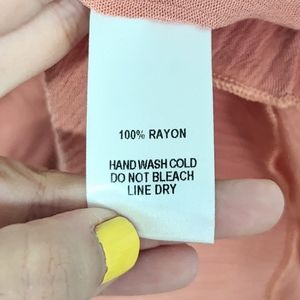 100% RAYON
HAND WASH COLD
DO NOT BLEACH
LINE DRY